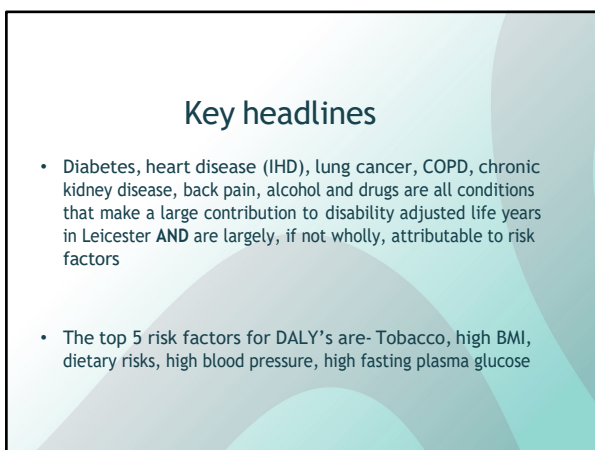 Key headlines
• Diabetes, heart disease (IHD), lung cancer, COPD, chronic
kidney disease, back pain, alcohol and drugs are all conditions
that make a large contribution to disability adjusted life years
in Leicester AND are largely, if not wholly, attributable to risk
factors
• The top 5 risk factors for DALY's are- Tobacco, high BMI,
dietary risks, high blood pressure, high fasting plasma glucose